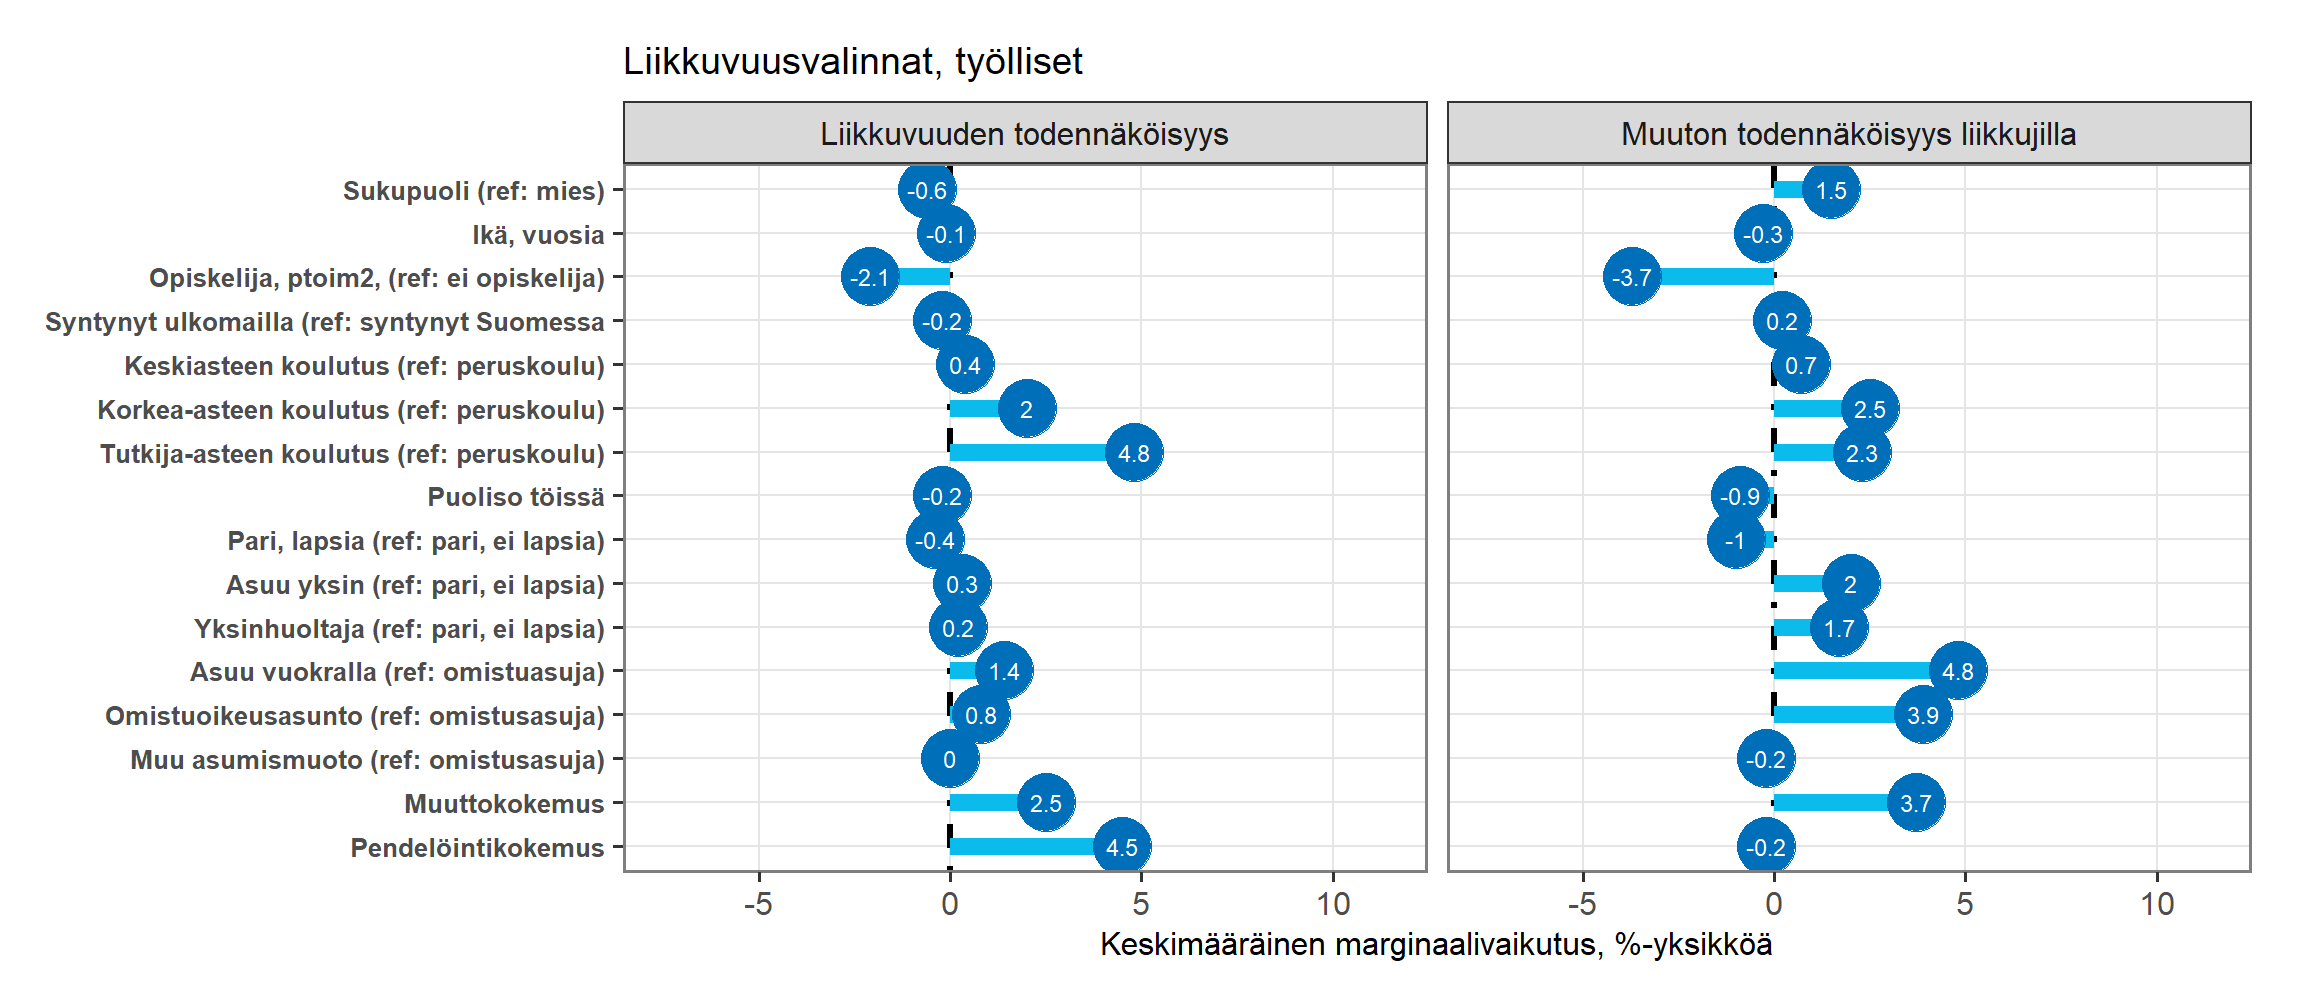 Liikkuvuusvalinnat, työlliset
Liikkuvuuden todennäköisyys
Muuton todennäköisyys liikkujilla
Sukupuoli (ref: mies) -0.6 1.5
Ikä, vuosia -0.1 -0.3
Opiskelija, ptoim2, (ref: ei opiskelija) -2.1 -3.7
Syntynyt ulkomailla (ref: syntynyt Suomessa -0.2 0.2
Keskiasteen koulutus (ref: peruskoulu) 0.4 0.7
Korkea-asteen koulutus (ref: peruskoulu) 2 2.5
Tutkija-asteen koulutus (ref: peruskoulu) 4.8 2.3
Puoliso töissä -0.2 -0.9
Pari, lapsia (ref: pari, ei lapsia) -0.4 -1
Asuu yksin (ref: pari, ei lapsia) 0.3 2
Yksinhuoltaja (ref: pari, ei lapsia) 0.2 1.7
Asuu vuokralla (ref: omistuasuja) 1.4 4.8
Omistuoikeusasunto (ref: omistusasuja) 0.8 3.9
Muu asumismuoto (ref: omistusasuja) 0 -0.2
Muuttokokemus 2.5 3.7
Pendelöintikokemus 4.5 -0.2
-5 0 5 10 -5 0 5 10
Keskimääräinen marginaalivaikutus, %-yksikköä